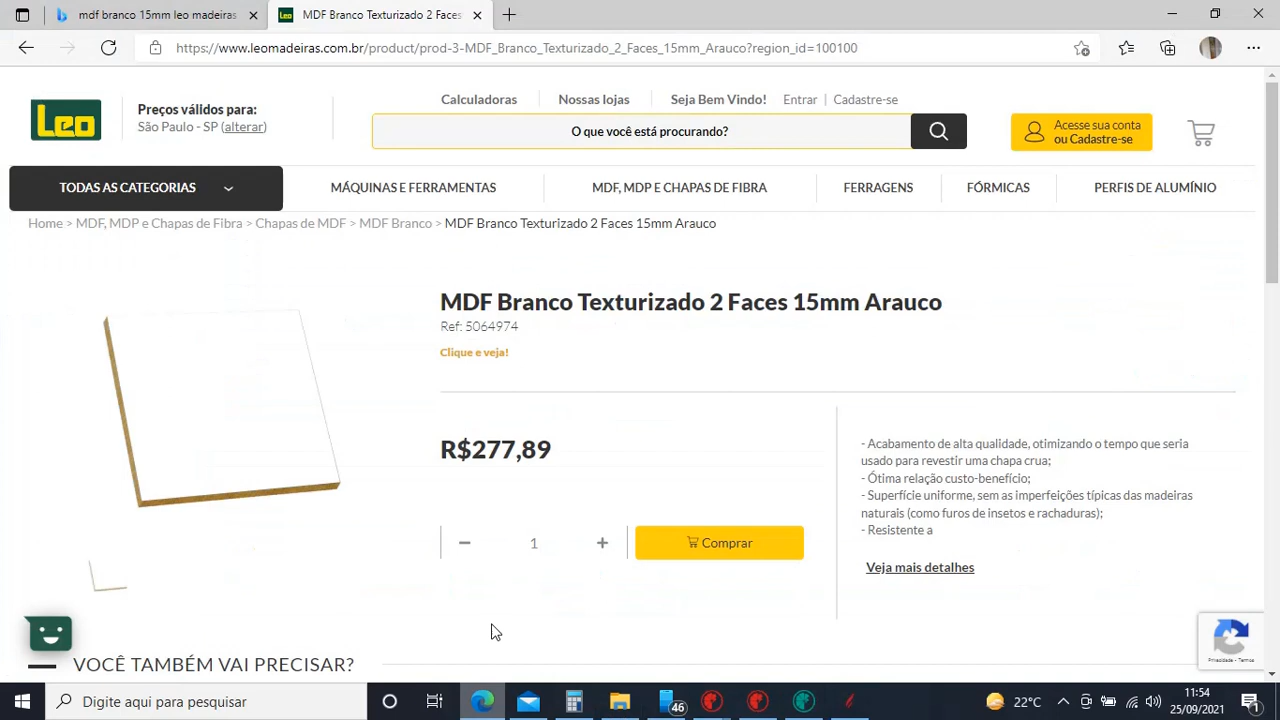 mdf branco 15mm leo madeiras
MDF Branco Texturizado 2 Faces
https://www.leomadeiras.com.br/product/prod-3-MDF_Branco_Texturizado_2_Faces_15mm_Arauco?region_id=100100
Leo
Preços válidos para:
São Paulo - SP (alterar)
Calculadoras
Nossas lojas
Seja Bem Vindo!
Entrar
Cadastre-se
O que você está procurando?
Acesse sua conta
ou Cadastre-se
TODAS AS CATEGORIAS
MÁQUINAS E FERRAMENTAS
MDF, MDP E CHAPAS DE FIBRA
FERRAGENS
FÓRMICAS
PERFIS DE ALUMÍNIO
Home > MDF, MDP e Chapas de Fibra > Chapas de MDF > MDF Branco > MDF Branco Texturizado 2 Faces 15mm Arauco
MDF Branco Texturizado 2 Faces 15mm Arauco
Ref: 5064974
Clique e veja!
R$277,89
- Acabamento de alta qualidade, otimizando o tempo que seria
usado para revestir uma chapa crua;
- Ótima relação custo-benefício;
- Superfície uniforme, sem as imperfeições típicas das madeiras
naturais (como furos de insetos e rachaduras);
- Resistente a
1
Comprar
Veja mais detalhes
Privacidade - Termos
VOCÊ TAMBÉM VAI PRECISAR?
Digite aqui para pesquisar
46
22°C
11:54
25/09/2021
1